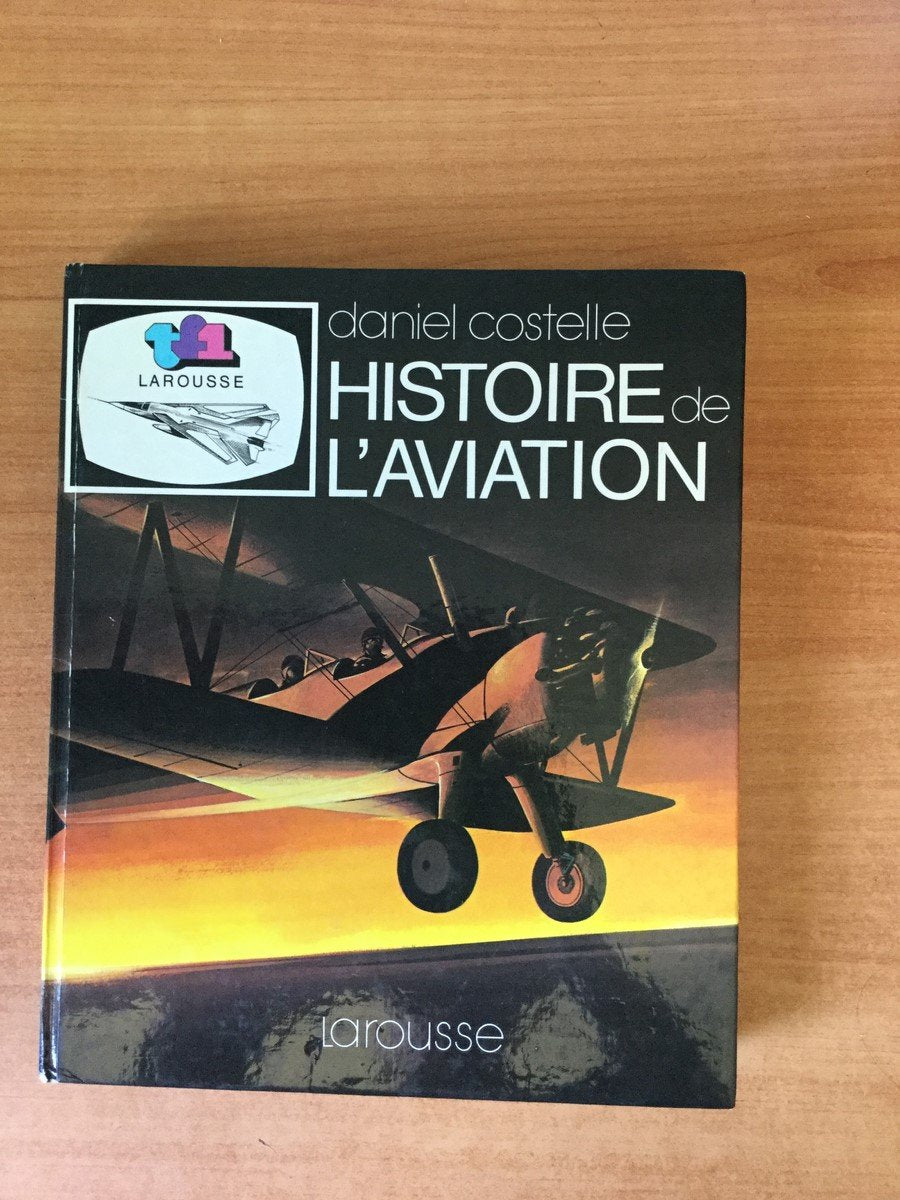 tf1
LAROUSSE
daniel costelle
HISTOIRE de
L'AVIATION
Larousse